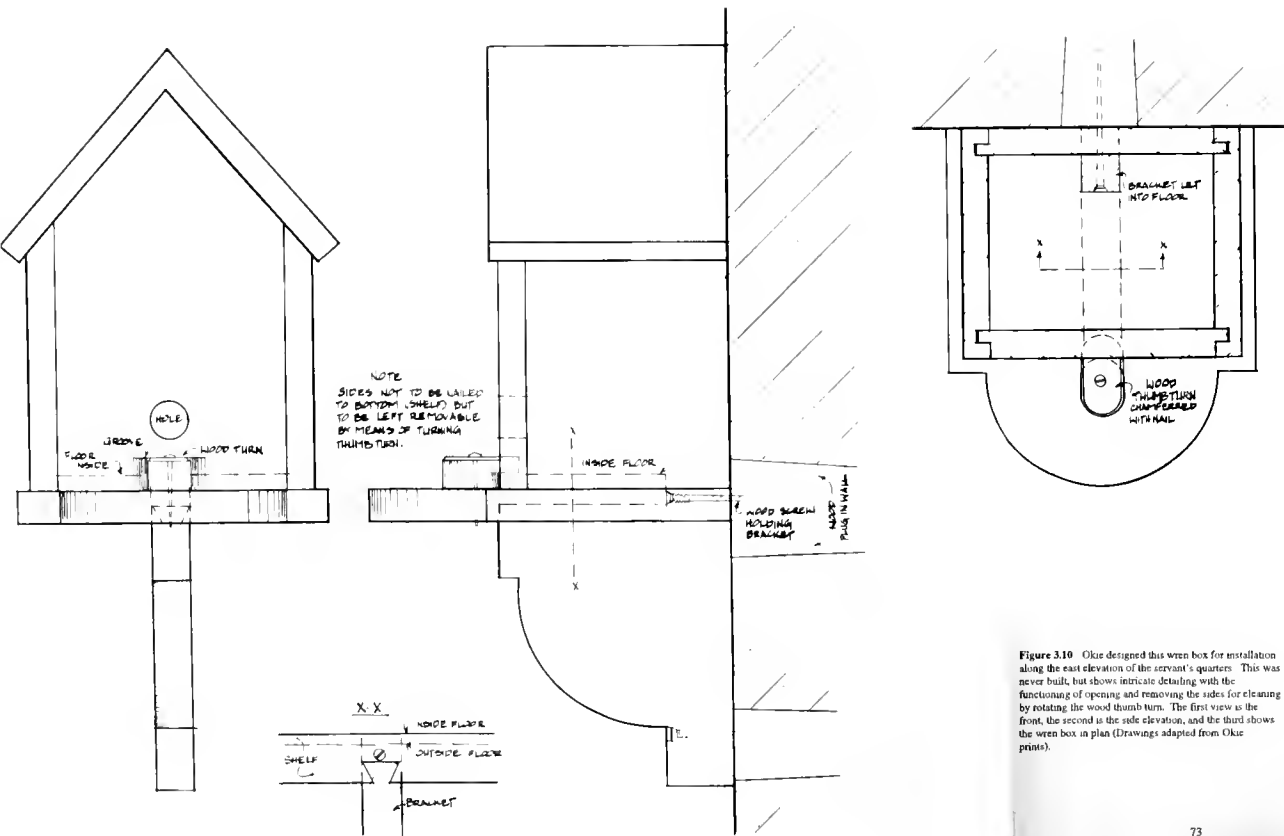 HOLE
GROOVE
WOOD TURN
FLOOR
INSIDE
NOTE
SIDES NOT TO BE NAILED
TO BOTTOM (SHELF) BUT
TO BE LEFT REMOVABLE
BY MEANS OF TURNING
THUMBTURN.
INSIDE FLOOR
X
X
WOOD SCREW
HOLDING
BRACKET
WOOD
PLUG IN WALL
X-X
INSIDE FLOOR
OUTSIDE FLOOR
SHELF
BRACKET
BRACKET LET
INTO FLOOR
X
X
WOOD
THUMBTURN
CHAMFERRED
WITH NAIL
Figure 3.10 Okie designed this wren box for installation
along the east elevation of the servant's quarters This was
never built, but shows intricate detailing with the
functioning of opening and removing the sides for cleaning
by rotating the wood thumb turn. The first view is the
front, the second is the side elevation, and the third shows
the wren box in plan (Drawings adapted from Okie
prints).
73